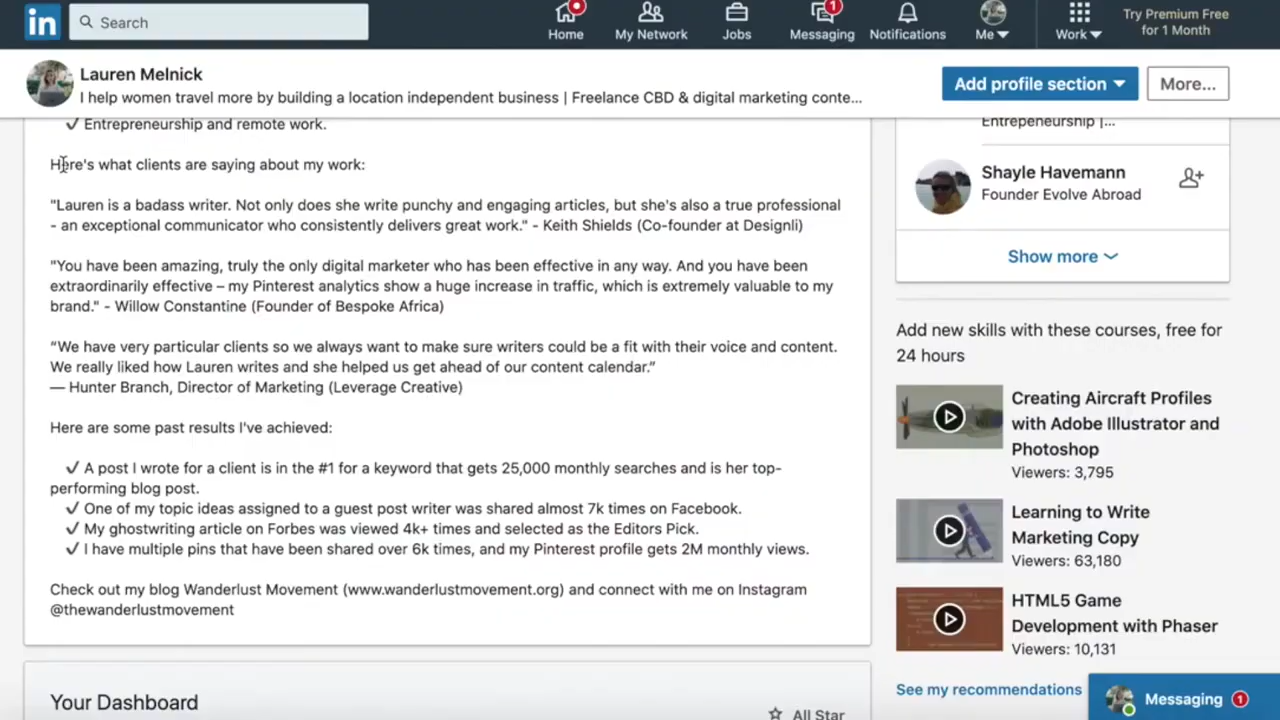 in
Search
Home
My Network
Jobs
1
Messaging
Notifications
Me
Work
Try Premium Free
for 1 Month
Lauren Melnick
I help women travel more by building a location independent business | Freelance CBD & digital marketing conte...
Add profile section
More...
✓ Entrepreneurship and remote work.
Here's what clients are saying about my work:
"Lauren is a badass writer. Not only does she write punchy and engaging articles, but she's also a true professional
- an exceptional communicator who consistently delivers great work." - Keith Shields (Co-founder at Designli)
"You have been amazing, truly the only digital marketer who has been effective in any way. And you have been
extraordinarily effective – my Pinterest analytics show a huge increase in traffic, which is extremely valuable to my
brand." - Willow Constantine (Founder of Bespoke Africa)
“We have very particular clients so we always want to make sure writers could be a fit with their voice and content.
We really liked how Lauren writes and she helped us get ahead of our content calendar.”
— Hunter Branch, Director of Marketing (Leverage Creative)
Here are some past results I've achieved:
✓ A post I wrote for a client is in the #1 for a keyword that gets 25,000 monthly searches and is her top-
performing blog post.
✓ One of my topic ideas assigned to a guest post writer was shared almost 7k times on Facebook.
✓ My ghostwriting article on Forbes was viewed 4k+ times and selected as the Editors Pick.
✓ I have multiple pins that have been shared over 6k times, and my Pinterest profile gets 2M monthly views.
Check out my blog Wanderlust Movement (www.wanderlustmovement.org) and connect with me on Instagram
@thewanderlustmovement
Your Dashboard
All Star
Entrepeneurship |...
Shayle Havemann
Founder Evolve Abroad
Show more
Add new skills with these courses, free for
24 hours
Creating Aircraft Profiles
with Adobe Illustrator and
Photoshop
Viewers: 3,795
Learning to Write
Marketing Copy
Viewers: 63,180
HTML5 Game
Development with Phaser
Viewers: 10,131
See my recommendations
Messaging 1